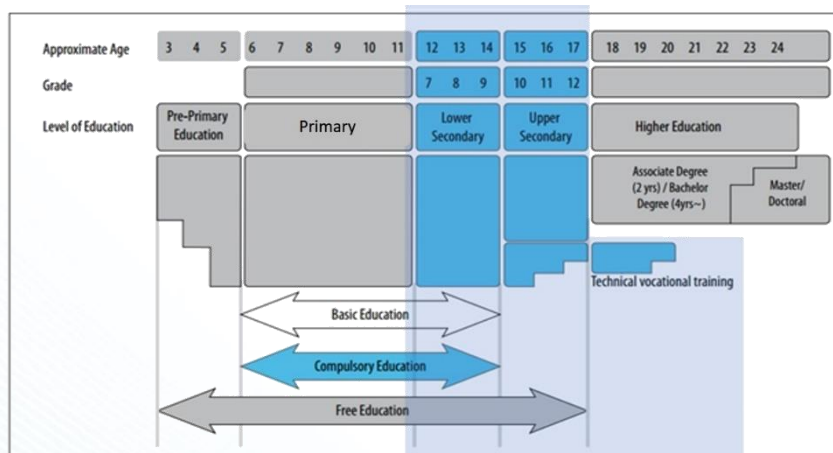 Approximate Age 3 4 5 6 7 8 9 10 11 12 13 14 15 16 17 18 19 20 21 22 23 24
Grade 7 8 9 10 11 12
Level of Education
Pre-Primary
Education
Primary
Lower
Secondary
Upper
Secondary
Higher Education
Associate Degree
(2 yrs) / Bachelor
Degree (4yrs~)
Master/
Doctoral
Technical vocational training
Basic Education
Compulsory Education
Free Education